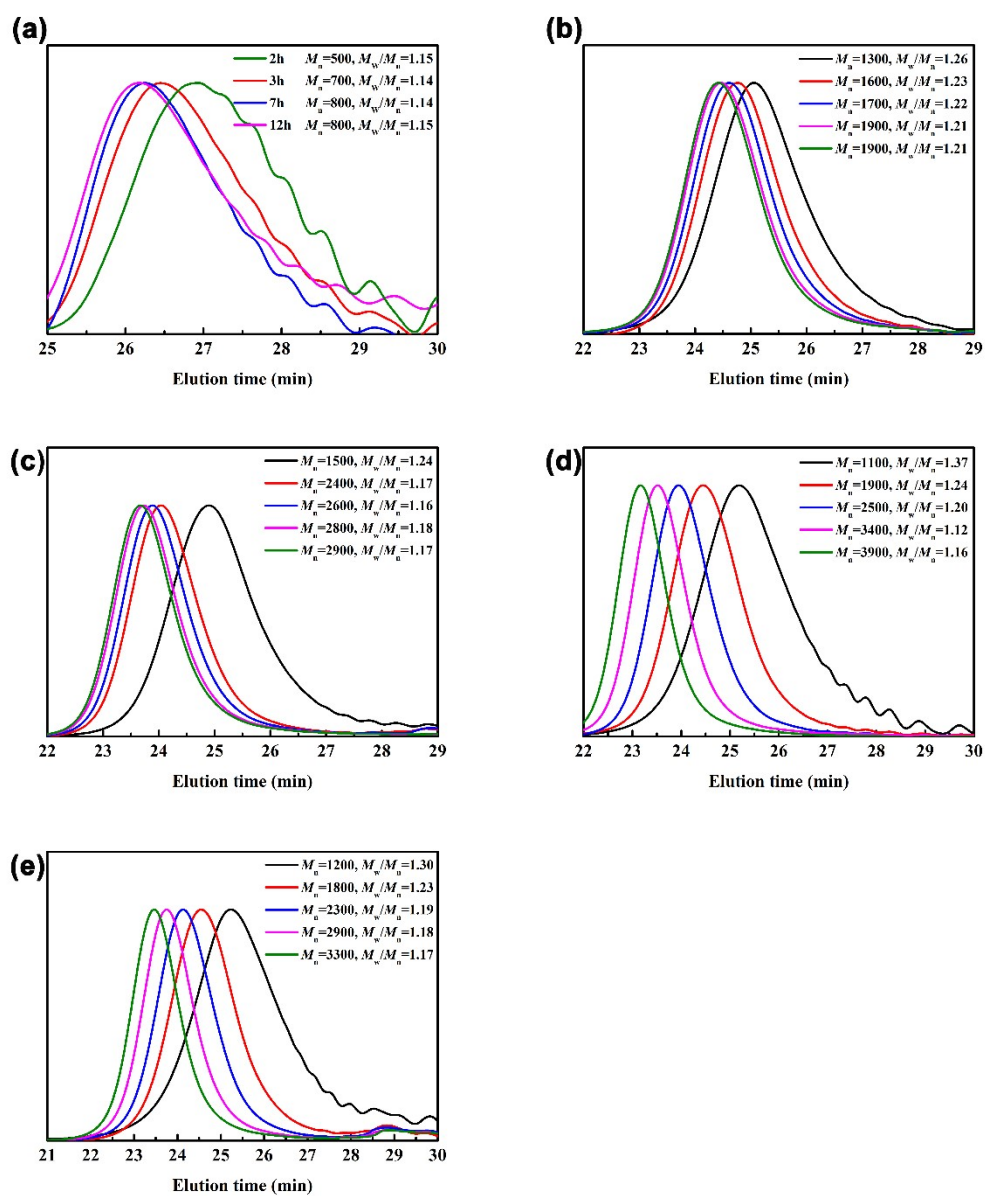 (a)
2h Mn=500, Mw/Mn=1.15
3h Mn=700, Mw/Mn=1.14
7h Mn=800, Mw/Mn=1.14
12h Mn=800, Mw/Mn=1.15
25 26 27 28 29 30
Elution time (min)
(b)
Mn=1300, Mw/Mn=1.26
Mn=1600, Mw/Mn=1.23
Mn=1700, Mw/Mn=1.22
Mn=1900, Mw/Mn=1.21
Mn=1900, Mw/Mn=1.21
22 23 24 25 26 27 28 29
Elution time (min)
(c)
Mn=1500, Mw/Mn=1.24
Mn=2400, Mw/Mn=1.17
Mn=2600, Mw/Mn=1.16
Mn=2800, Mw/Mn=1.18
Mn=2900, Mw/Mn=1.17
22 23 24 25 26 27 28 29
Elution time (min)
(d)
Mn=1100, Mw/Mn=1.37
Mn=1900, Mw/Mn=1.24
Mn=2500, Mw/Mn=1.20
Mn=3400, Mw/Mn=1.12
Mn=3900, Mw/Mn=1.16
22 23 24 25 26 27 28 29 30
Elution time (min)
(e)
Mn=1200, Mw/Mn=1.30
Mn=1800, Mw/Mn=1.23
Mn=2300, Mw/Mn=1.19
Mn=2900, Mw/Mn=1.18
Mn=3300, Mw/Mn=1.17
21 22 23 24 25 26 27 28 29 30
Elution time (min)